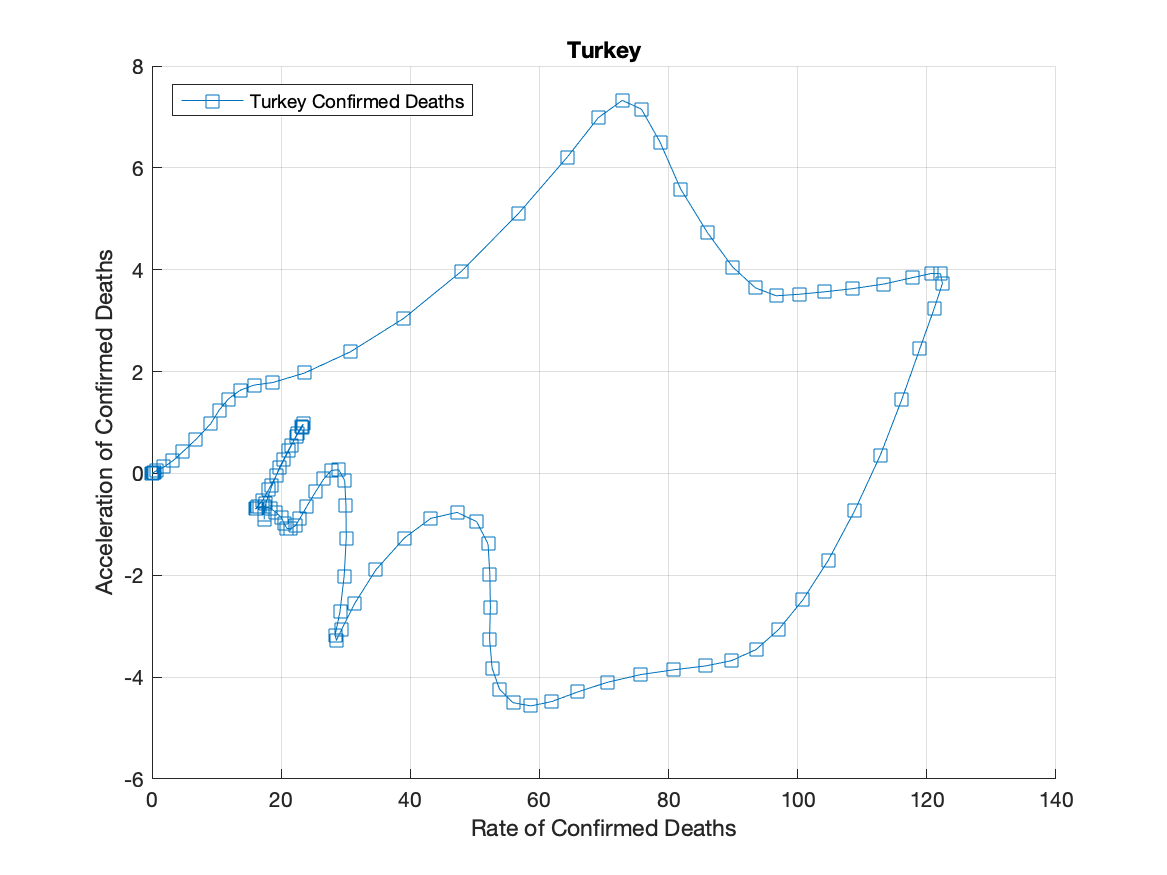 Turkey
Turkey Confirmed Deaths
8
6
4
2
0
-2
-4
-6
Acceleration of Confirmed Deaths
0 20 40 60 80 100 120 140
Rate of Confirmed Deaths